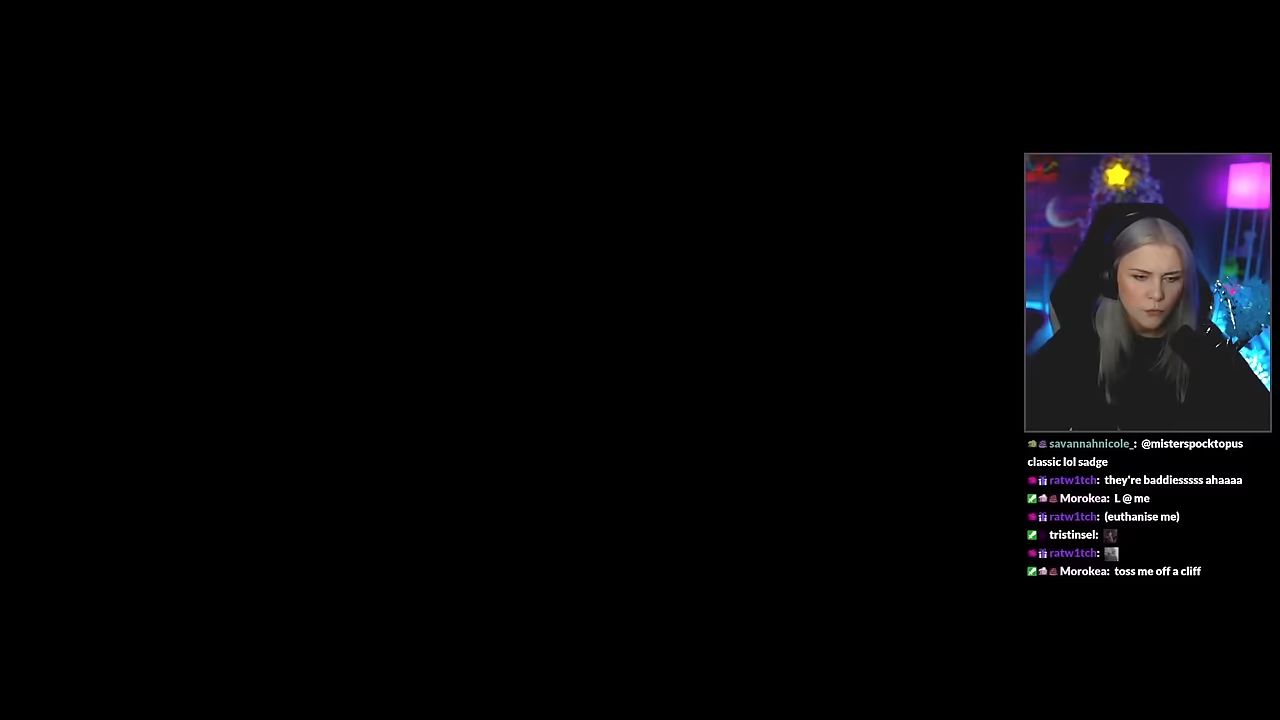 savannahnicole_: @misterspocktopus
classic lol sadge
ratw1tch: they're baddiesssss ahaaaa
Morokea: L @ me
ratw1tch: (euthanise me)
tristinsel:
ratw1tch:
Morokea: toss me off a cliff